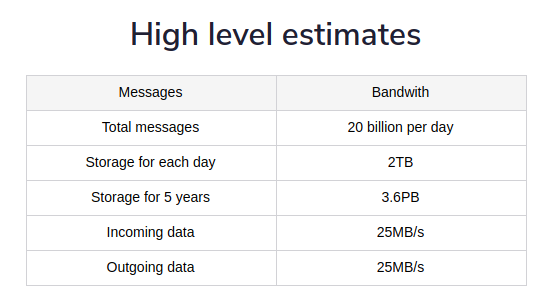 High level estimates
Messages Bandwith
Total messages 20 billion per day
Storage for each day 2TB
Storage for 5 years 3.6PB
Incoming data 25MB/s
Outgoing data 25MB/s